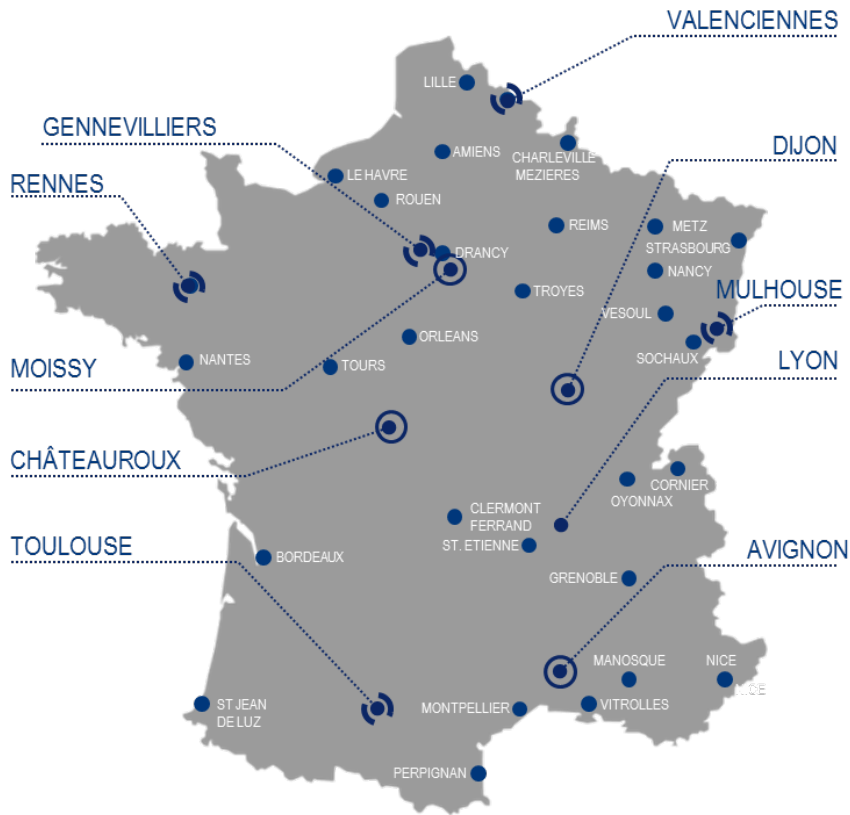 VALENCIENNES
LILLE
GENNEVILLIERS
DIJON
AMIENS
CHARLEVILLE
MEZIERES
RENNES
LE HAVRE
ROUEN
REIMS
METZ
STRASBOURG
DRANCY
NANCY
TROYES
MULHOUSE
VESOUL
ORLEANS
SOCHAUX
NANTES
TOURS
MOISSY
LYON
CHÂTEAUROUX
CORNIER
OYONNAX
CLERMONT
FERRAND
ST. ETIENNE
TOULOUSE
BORDEAUX
AVIGNON
GRENOBLE
MANOSQUE
NICE
ST JEAN
DE LUZ
MONTPELLIER
VITROLLES
PERPIGNAN